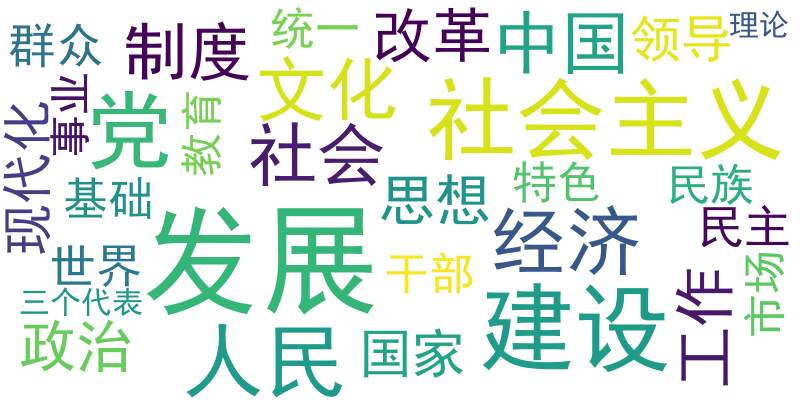 群众
制度
统一
改革
中国
领导
理论
现代化
事业
党
教育
文化
社会
社会主义
基础
思想
特色
民族
民主
世界
发展
干部
经济
三个代表
政治
人民
国家
建设
工作
市场